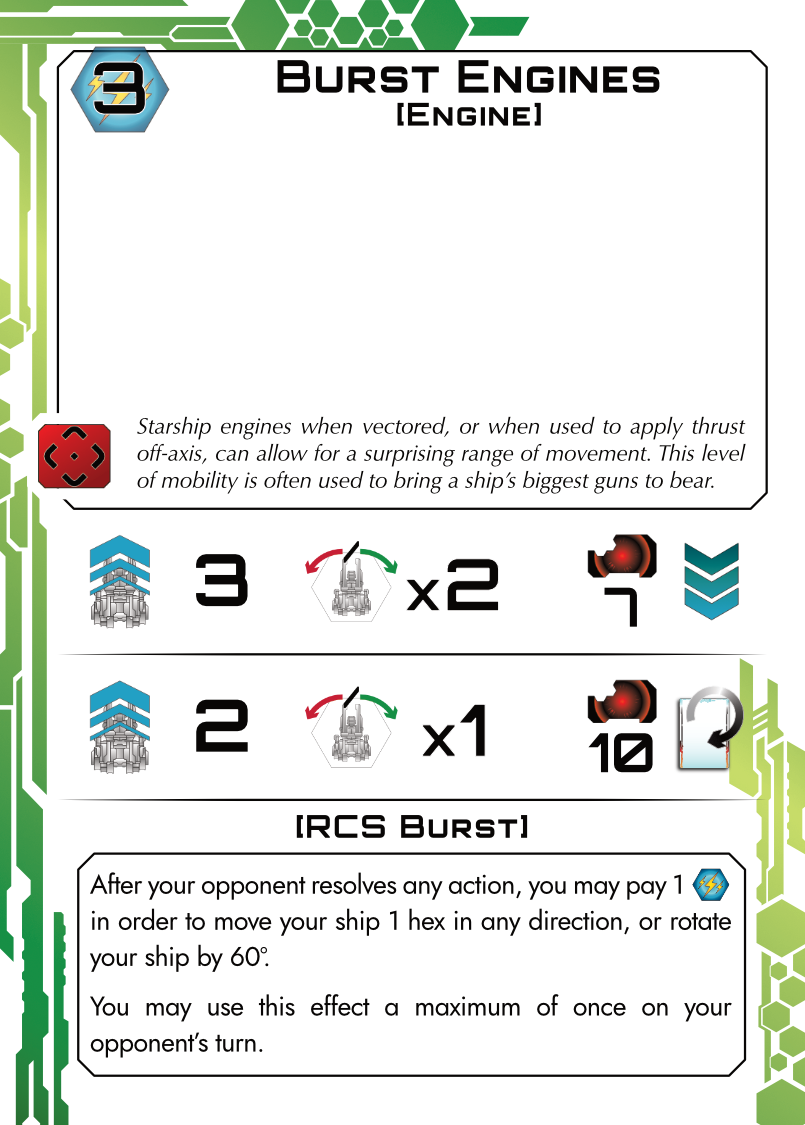 3
BURST ENGINES
[ENGINE]
Starship engines when vectored, or when used to apply thrust
off-axis, can allow for a surprising range of movement. This level
of mobility is often used to bring a ship's biggest guns to bear.
3 x2 7
2 x1 10
[RCS BURST]
After your opponent resolves any action, you may pay 1
in order to move your ship 1 hex in any direction, or rotate
your ship by 60°.
You may use this effect a maximum of once on your
opponent's turn.